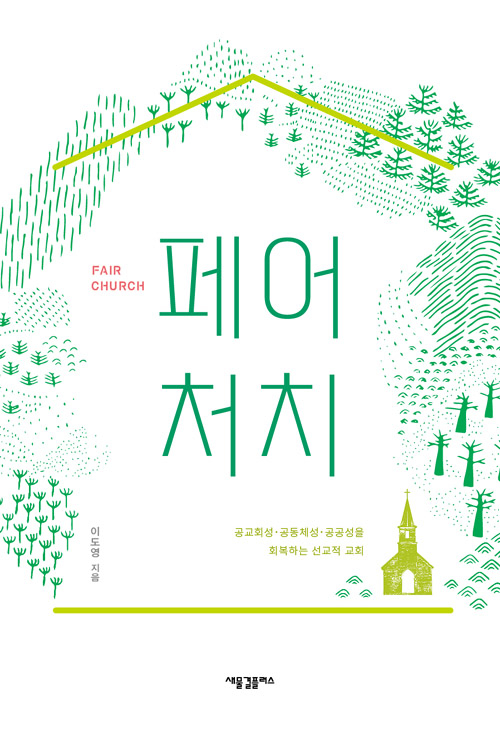 FAIR
CHURCH
페어
처치
공교회성·공동체성·공공성을
회복하는 선교적 교회
이도영 지음
새물결플러스